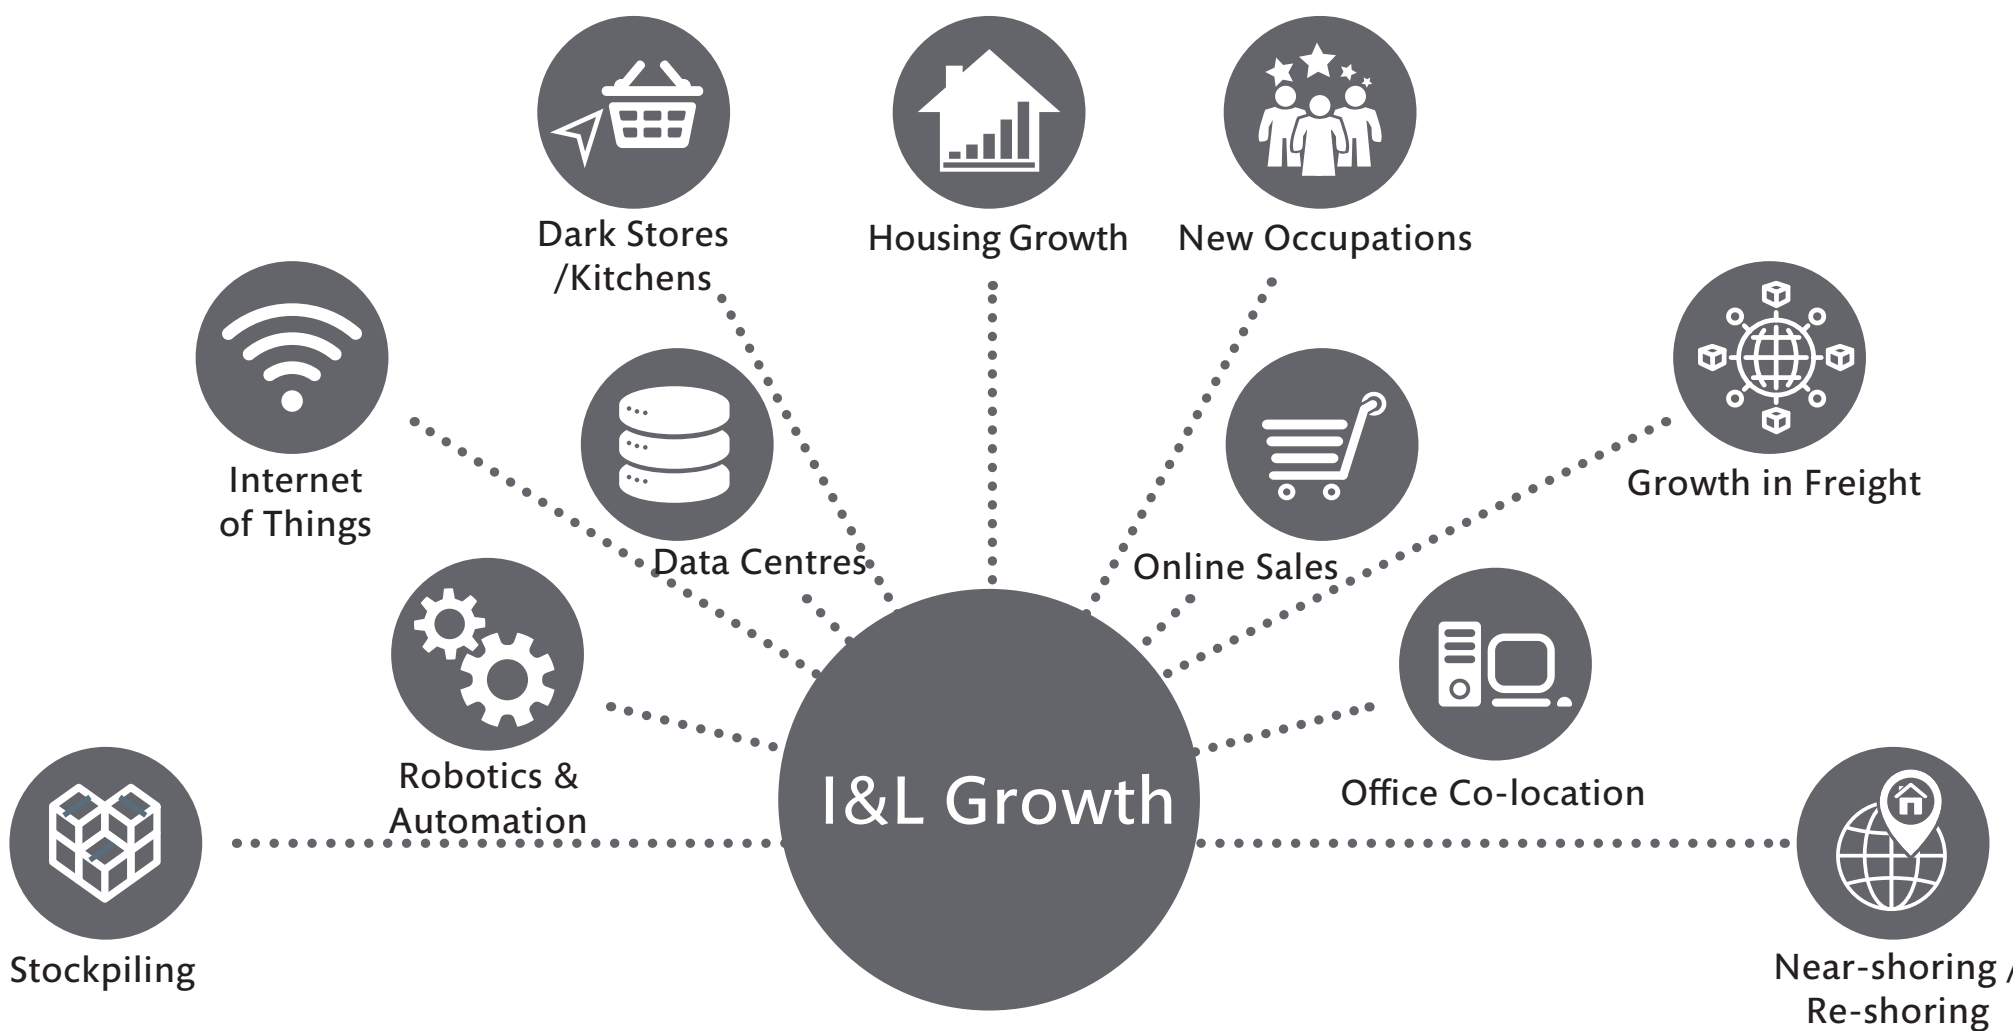 Dark Stores
/Kitchens
Housing Growth
New Occupations
Internet
of Things
Growth in Freight
Data Centres
Online Sales
Robotics &
Automation
I&L Growth
Office Co-location
Stockpiling
Near-shoring /
Re-shoring